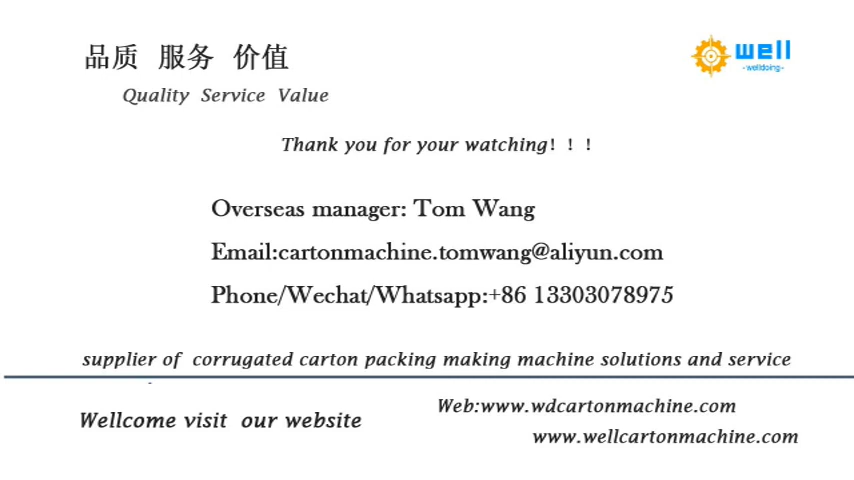 品质 服务 价值
well
-welldoing-
Quality Service Value
Thank you for your watching！！！
Overseas manager: Tom Wang
Email:cartonmachine.tomwang@aliyun.com
Phone/Wechat/Whatsapp:+86 13303078975
supplier of corrugated carton packing making machine solutions and service
Wellcome visit our website
Web:www.wdcartonmachine.com
www.wellcartonmachine.com